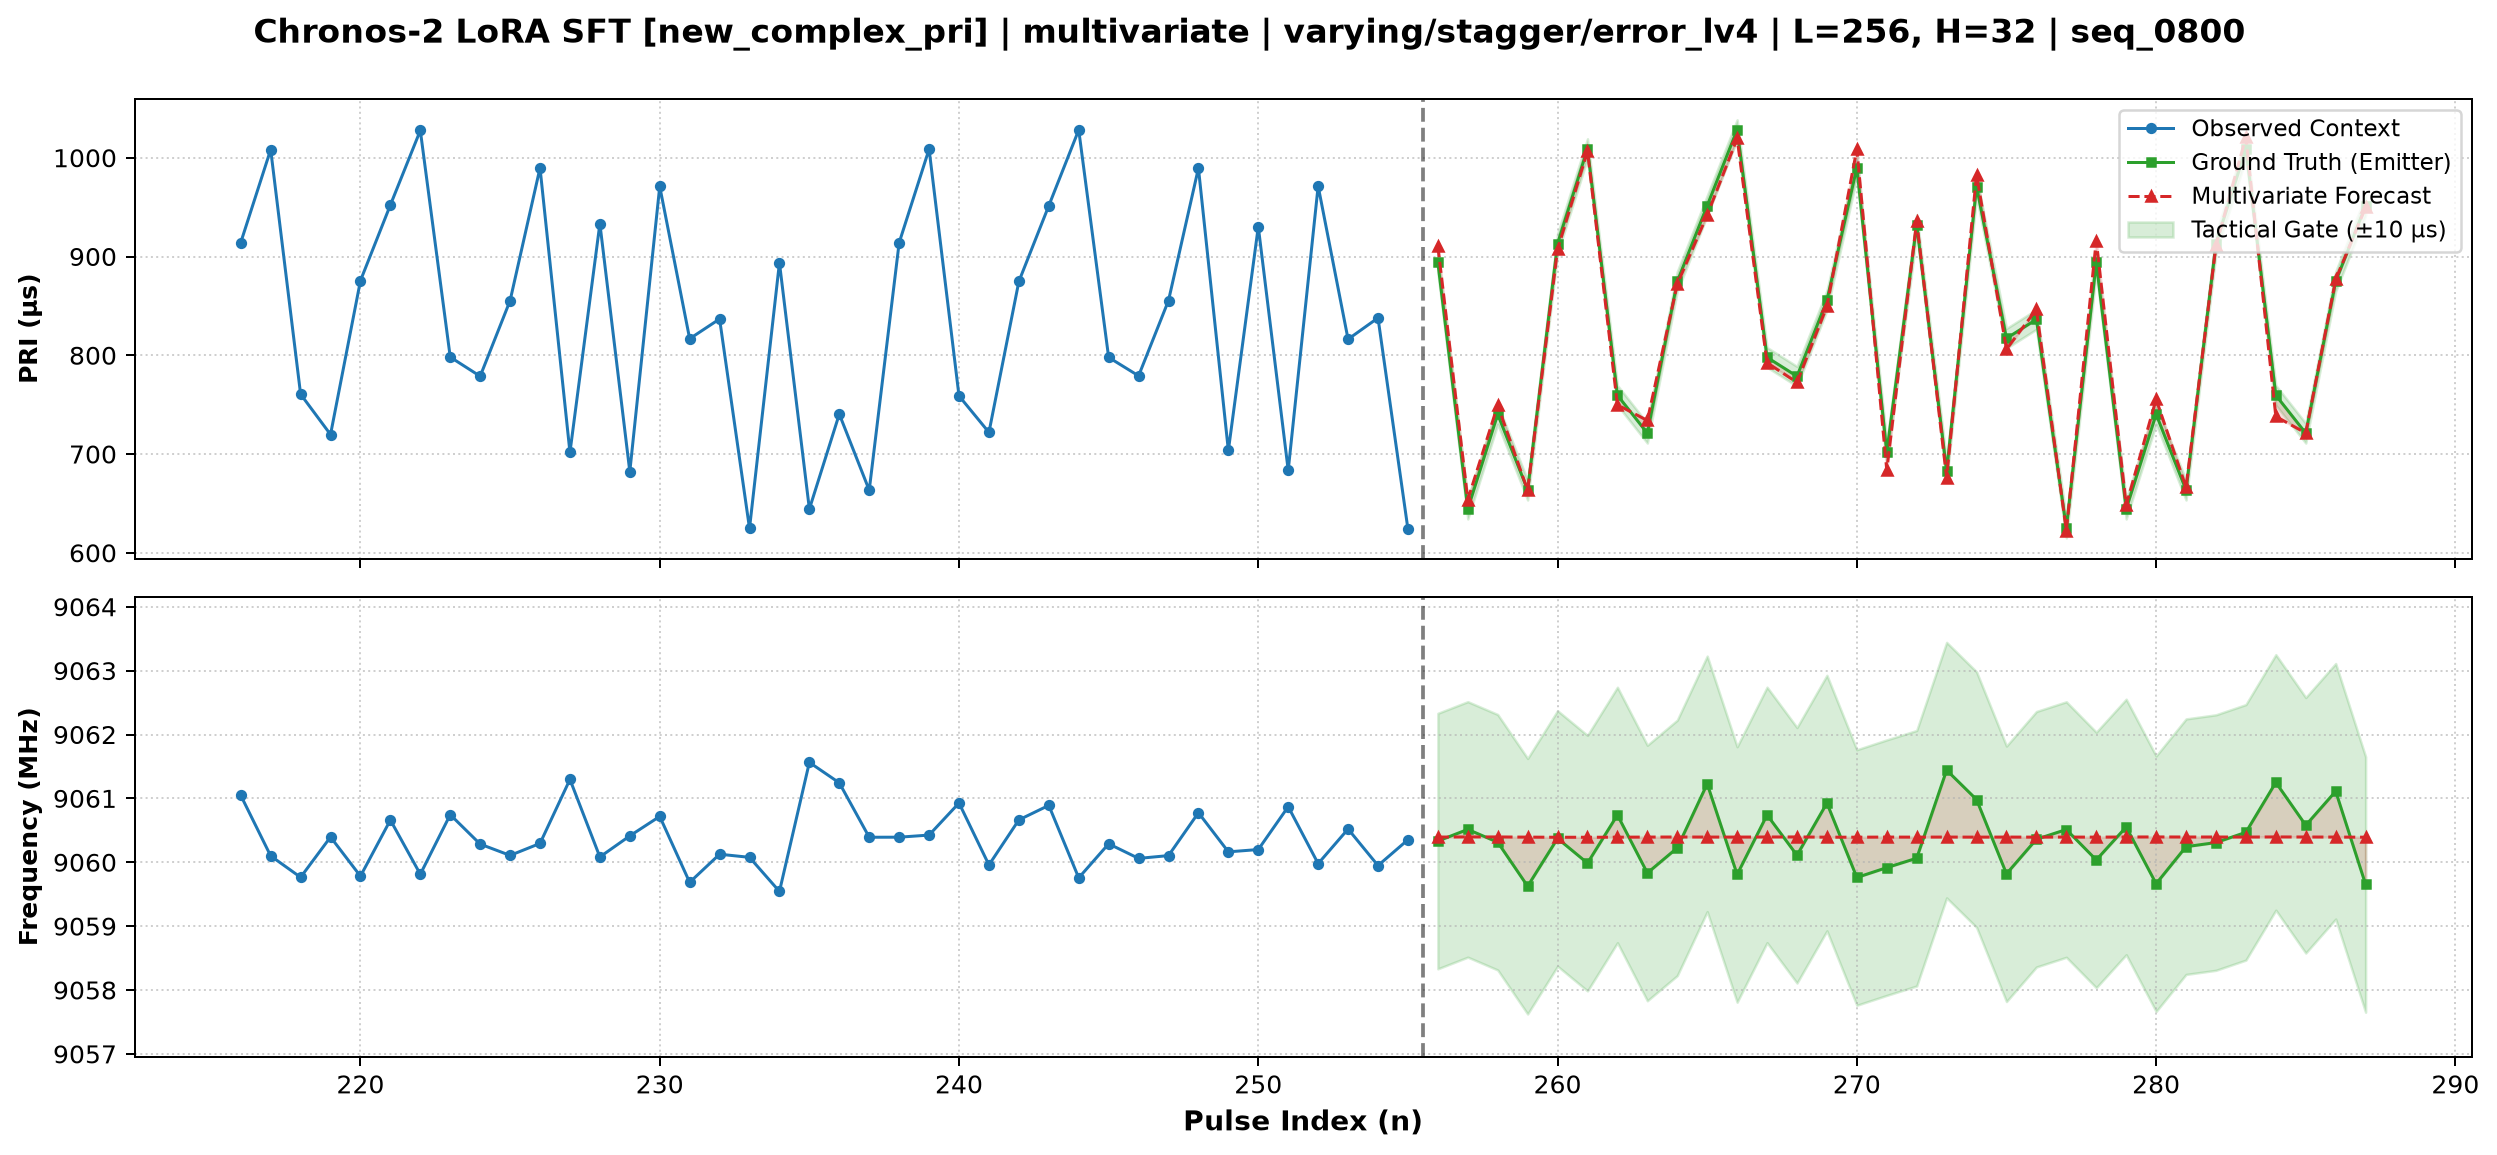 Chronos-2 LoRA SFT [new_complex_pri] | multivariate | varying/stagger/error_lv4 | L=256, H=32 | seq_0800
PRI (µs)
1000
900
800
700
600
Observed Context
Ground Truth (Emitter)
Multivariate Forecast
Tactical Gate (±10 µs)
Frequency (MHz)
9064
9063
9062
9061
9060
9059
9058
9057
220 230 240 250 260 270 280 290
Pulse Index (n)